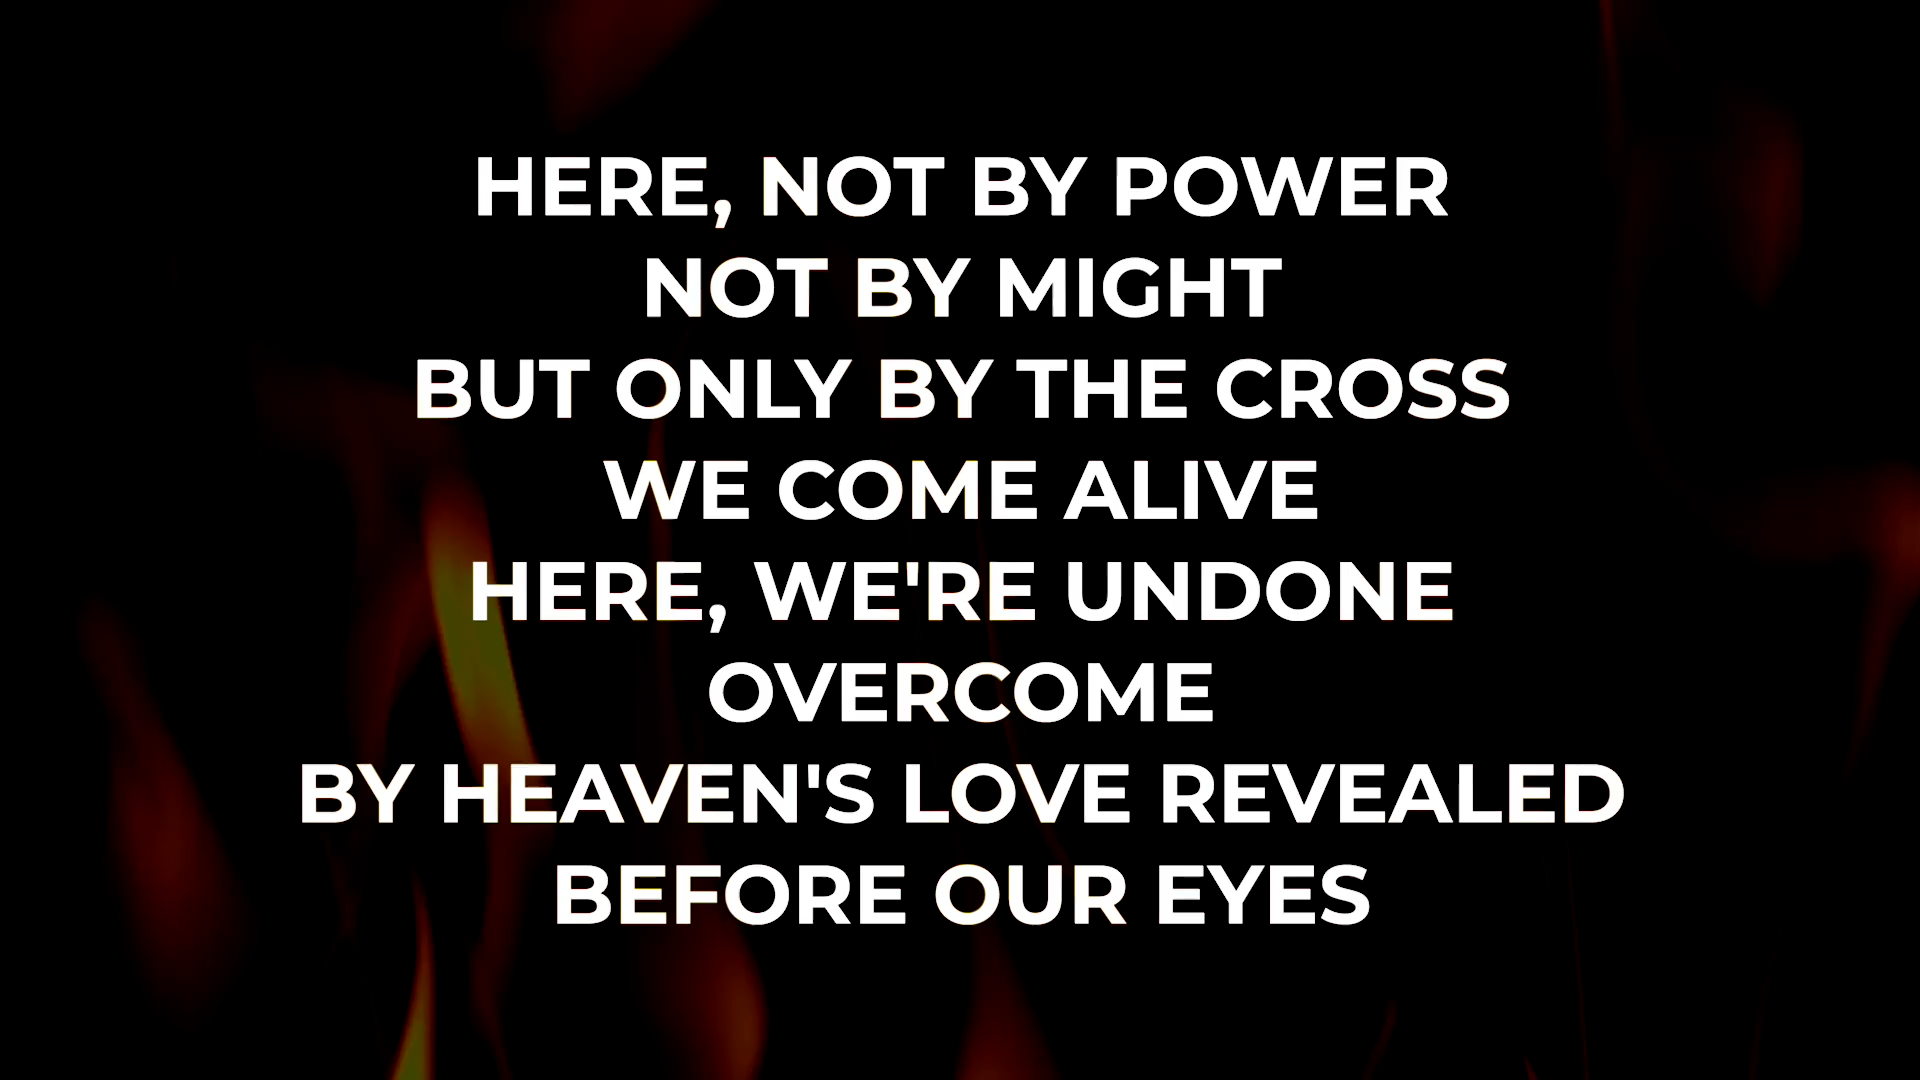 HERE, NOT BY POWER
NOT BY MIGHT
BUT ONLY BY THE CROSS
WE COME ALIVE
HERE, WE'RE UNDONE
OVERCOME
BY HEAVEN'S LOVE REVEALED
BEFORE OUR EYES